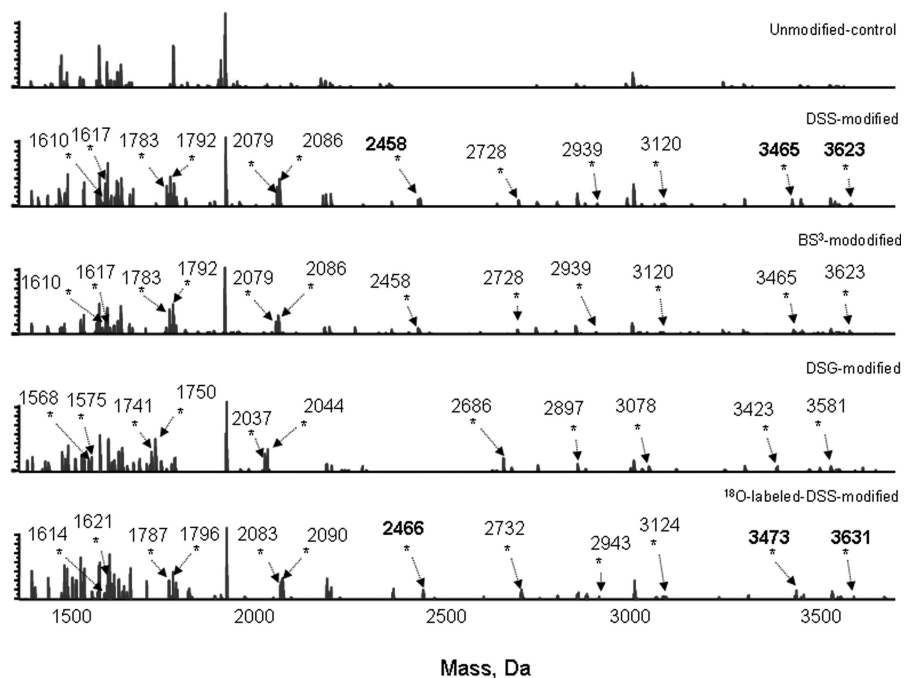 Unmodified-control
DSS-modified
1610 1617 1783 1792 2079 2086 2458 2728 2939 3120 3465 3623
* * * * * * * * * * * *
BS³-mododified
1610 1617 1783 1792 2079 2086 2458 2728 2939 3120 3465 3623
* * * * * * * * * * * *
DSG-modified
1568 1575 1741 1750 2037 2044 2686 2897 3078 3423 3581
* * * * * * * * * * *
¹⁸O-labeled-DSS-modified
1614 1621 1787 1796 2083 2090 2466 2732 2943 3124 3473 3631
* * * * * * * * * * * *
1500 2000 2500 3000 3500
Mass, Da